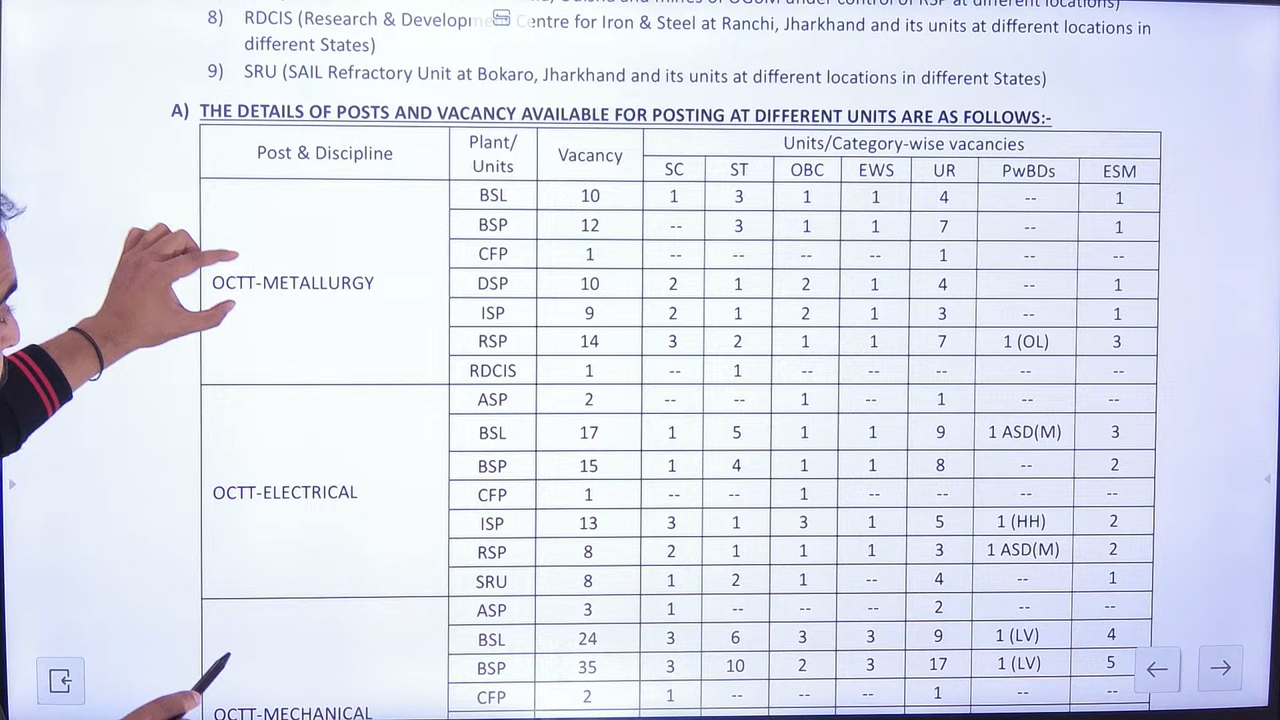 8) RDCIS (Research & Developm Centre for Iron & Steel at Ranchi, Jharkhand and its units at different locations in
different States)
9) SRU (SAIL Refractory Unit at Bokaro, Jharkhand and its units at different locations in different States)
A) THE DETAILS OF POSTS AND VACANCY AVAILABLE FOR POSTING AT DIFFERENT UNITS ARE AS FOLLOWS:-
Post & Discipline Plant/ Units Vacancy Units/Category-wise vacancies
SC ST OBC EWS UR PwBDs ESM
OCTT-METALLURGY
BSL 10 1 3 1 1 4 -- 1
BSP 12 -- 3 1 1 7 -- 1
CFP 1 -- -- -- -- 1 -- --
DSP 10 2 1 2 1 4 -- 1
ISP 9 2 1 2 1 3 -- 1
RSP 14 3 2 1 1 7 1 (OL) 3
RDCIS 1 -- 1 -- -- -- -- --
OCTT-ELECTRICAL
ASP 2 -- -- 1 -- 1 -- --
BSL 17 1 5 1 1 9 1 ASD(M) 3
BSP 15 1 4 1 1 8 -- 2
CFP 1 -- -- 1 -- -- -- --
ISP 13 3 1 3 1 5 1 (HH) 2
RSP 8 2 1 1 1 3 1 ASD(M) 2
SRU 8 1 2 1 -- 4 -- 1
OCTT-MECHANICAL
ASP 3 1 -- -- -- 2 -- --
BSL 24 3 6 3 3 9 1 (LV) 4
BSP 35 3 10 2 3 17 1 (LV) 5
CFP 2 1 -- -- -- 1 -- --